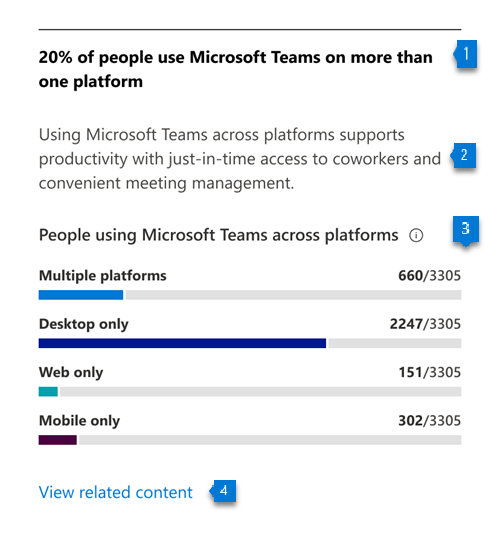 20% of people use Microsoft Teams on more than
one platform
1
Using Microsoft Teams across platforms supports
productivity with just-in-time access to coworkers and
convenient meeting management.
2
People using Microsoft Teams across platforms
3
Multiple platforms 660/3305
Desktop only 2247/3305
Web only 151/3305
Mobile only 302/3305
View related content
4